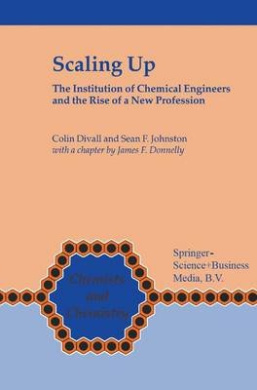 Scaling Up
The Institution of Chemical Engineers
and the Rise of a New Profession
Colin Divall and Sean F. Johnston
with a chapter by James F. Donnelly
Springer-
Science+Business
Media, B.V.
Chemists
and
Chemistry